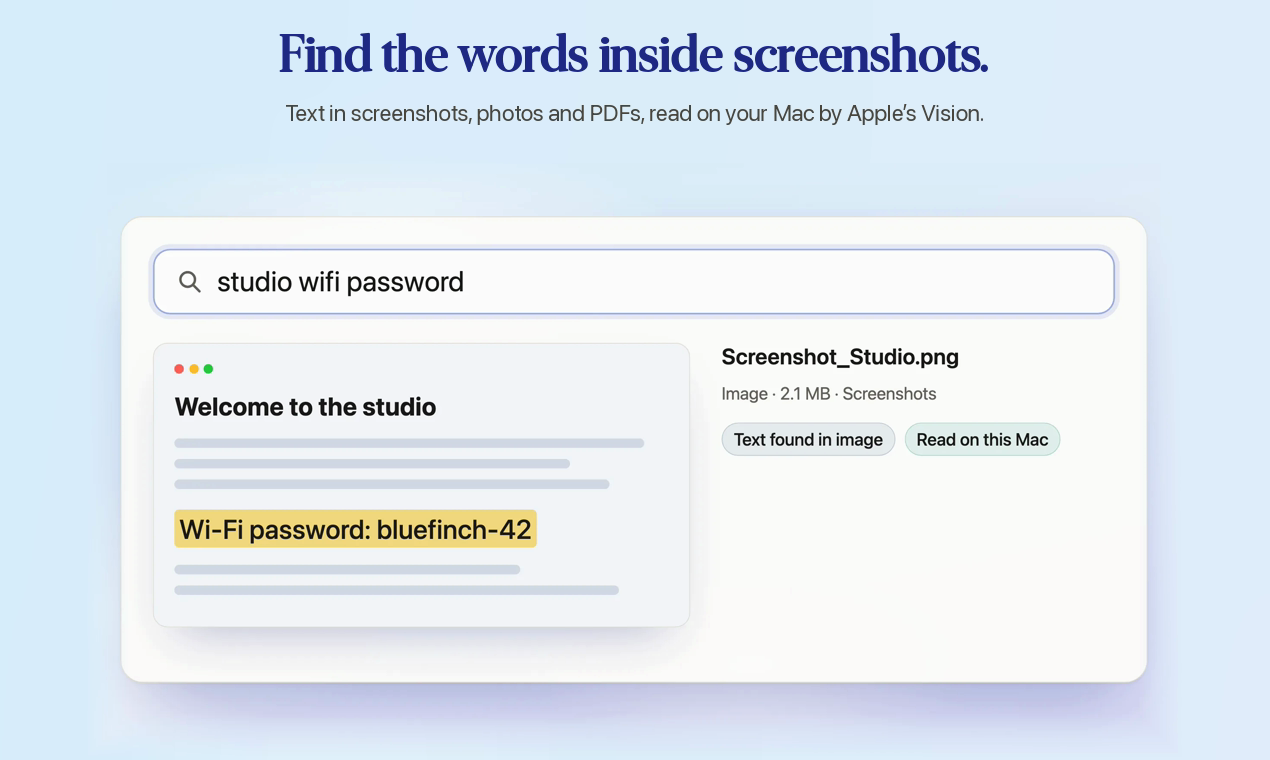 Find the words inside screenshots.
Text in screenshots, photos and PDFs, read on your Mac by Apple’s Vision.
studio wifi password
Welcome to the studio
Wi-Fi password: bluefinch-42
Screenshot_Studio.png
Image · 2.1 MB · Screenshots
Text found in image
Read on this Mac